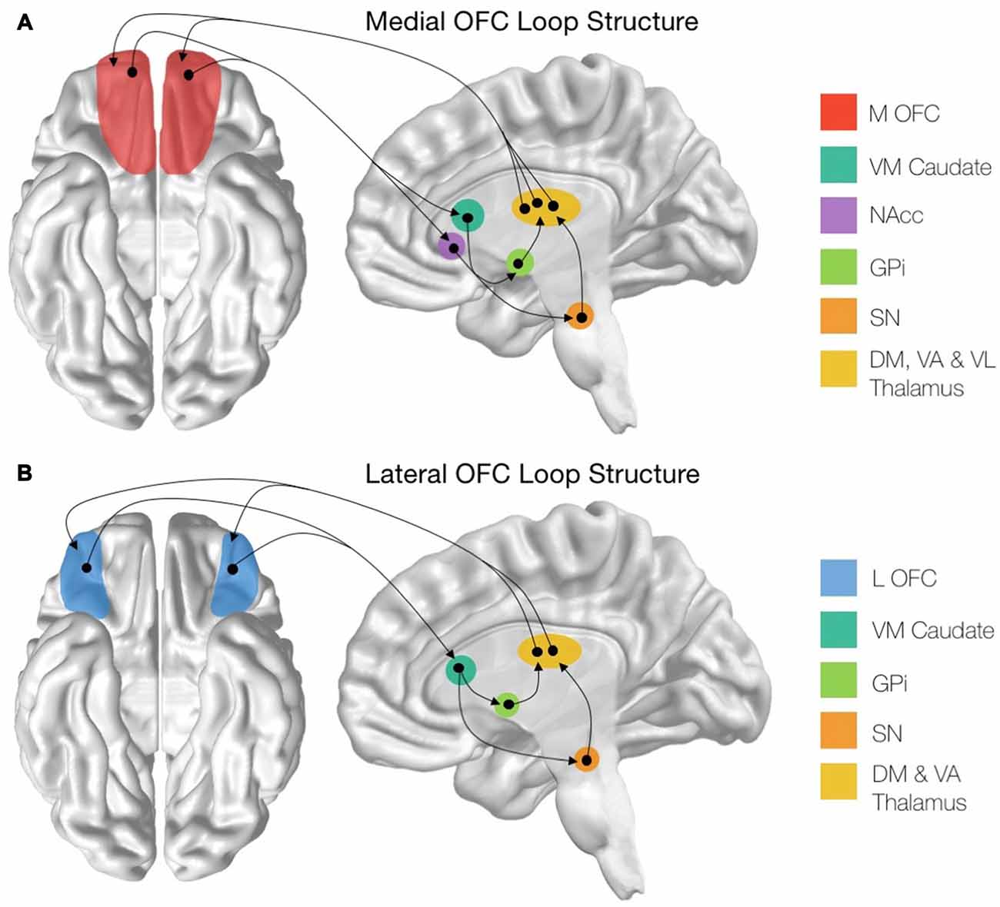 A
Medial OFC Loop Structure
M OFC
VM Caudate
NAcc
GPi
SN
DM, VA & VL
Thalamus
B
Lateral OFC Loop Structure
L OFC
VM Caudate
GPi
SN
DM & VA
Thalamus